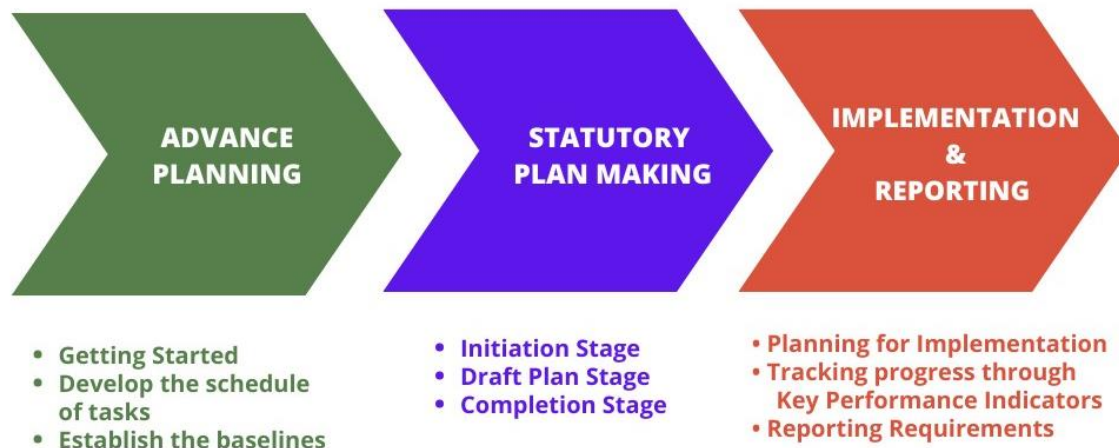 ADVANCE
PLANNING
STATUTORY
PLAN MAKING
IMPLEMENTATION
&
REPORTING
• Getting Started
• Develop the schedule
of tasks
• Establish the baselines
• Initiation Stage
• Draft Plan Stage
• Completion Stage
• Planning for Implementation
• Tracking progress through
Key Performance Indicators
• Reporting Requirements